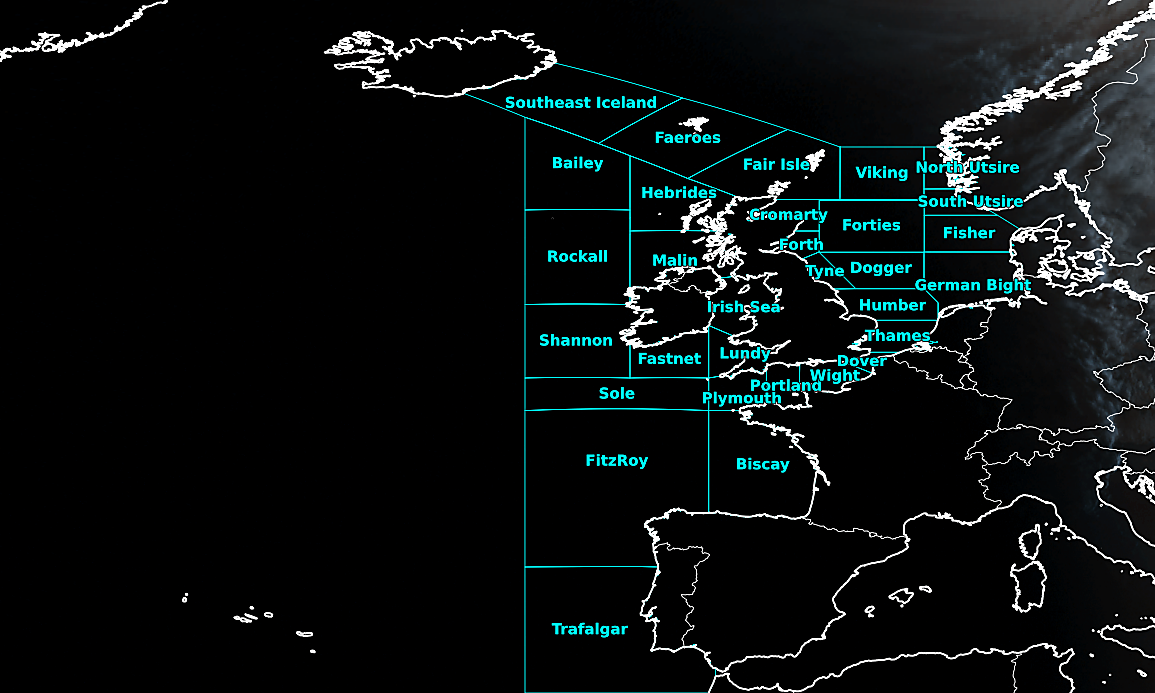 Southeast Iceland
Faeroes
Bailey
Fair Isle
Viking
North Utsire
Hebrides
South Utsire
Cromarty
Forties
Fisher
Forth
Rockall
Malin
Tyne
Dogger
German Bight
Irish Sea
Humber
Thames
Shannon
Fastnet
Lundy
Dover
Wight
Portland
Sole
Plymouth
FitzRoy
Biscay
Trafalgar